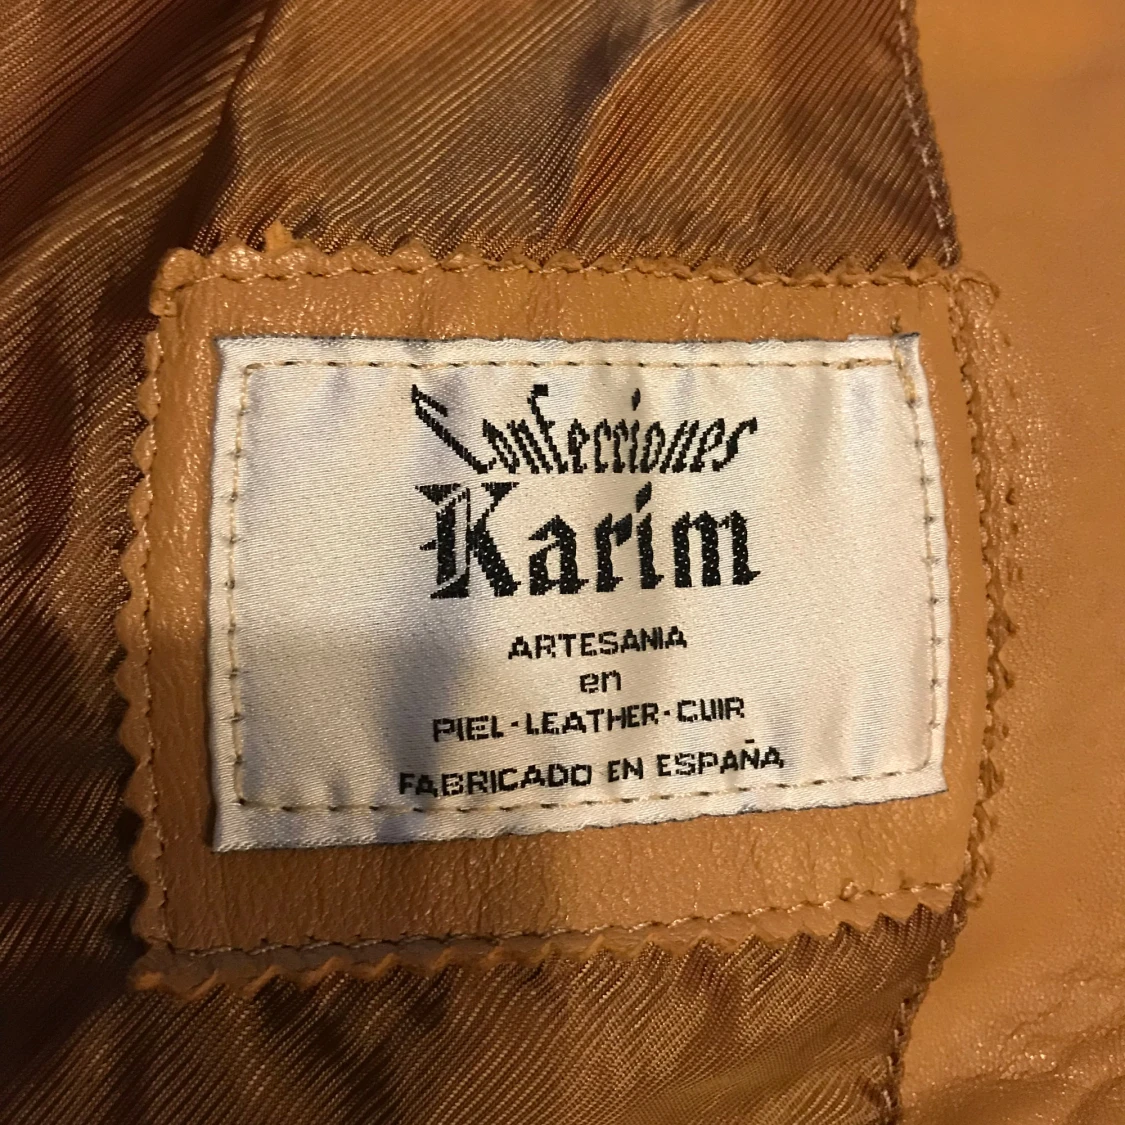 Confecciones
Karim
ARTESANIA
en
PIEL·LEATHER·CUIR
FABRICADO EN ESPAÑA